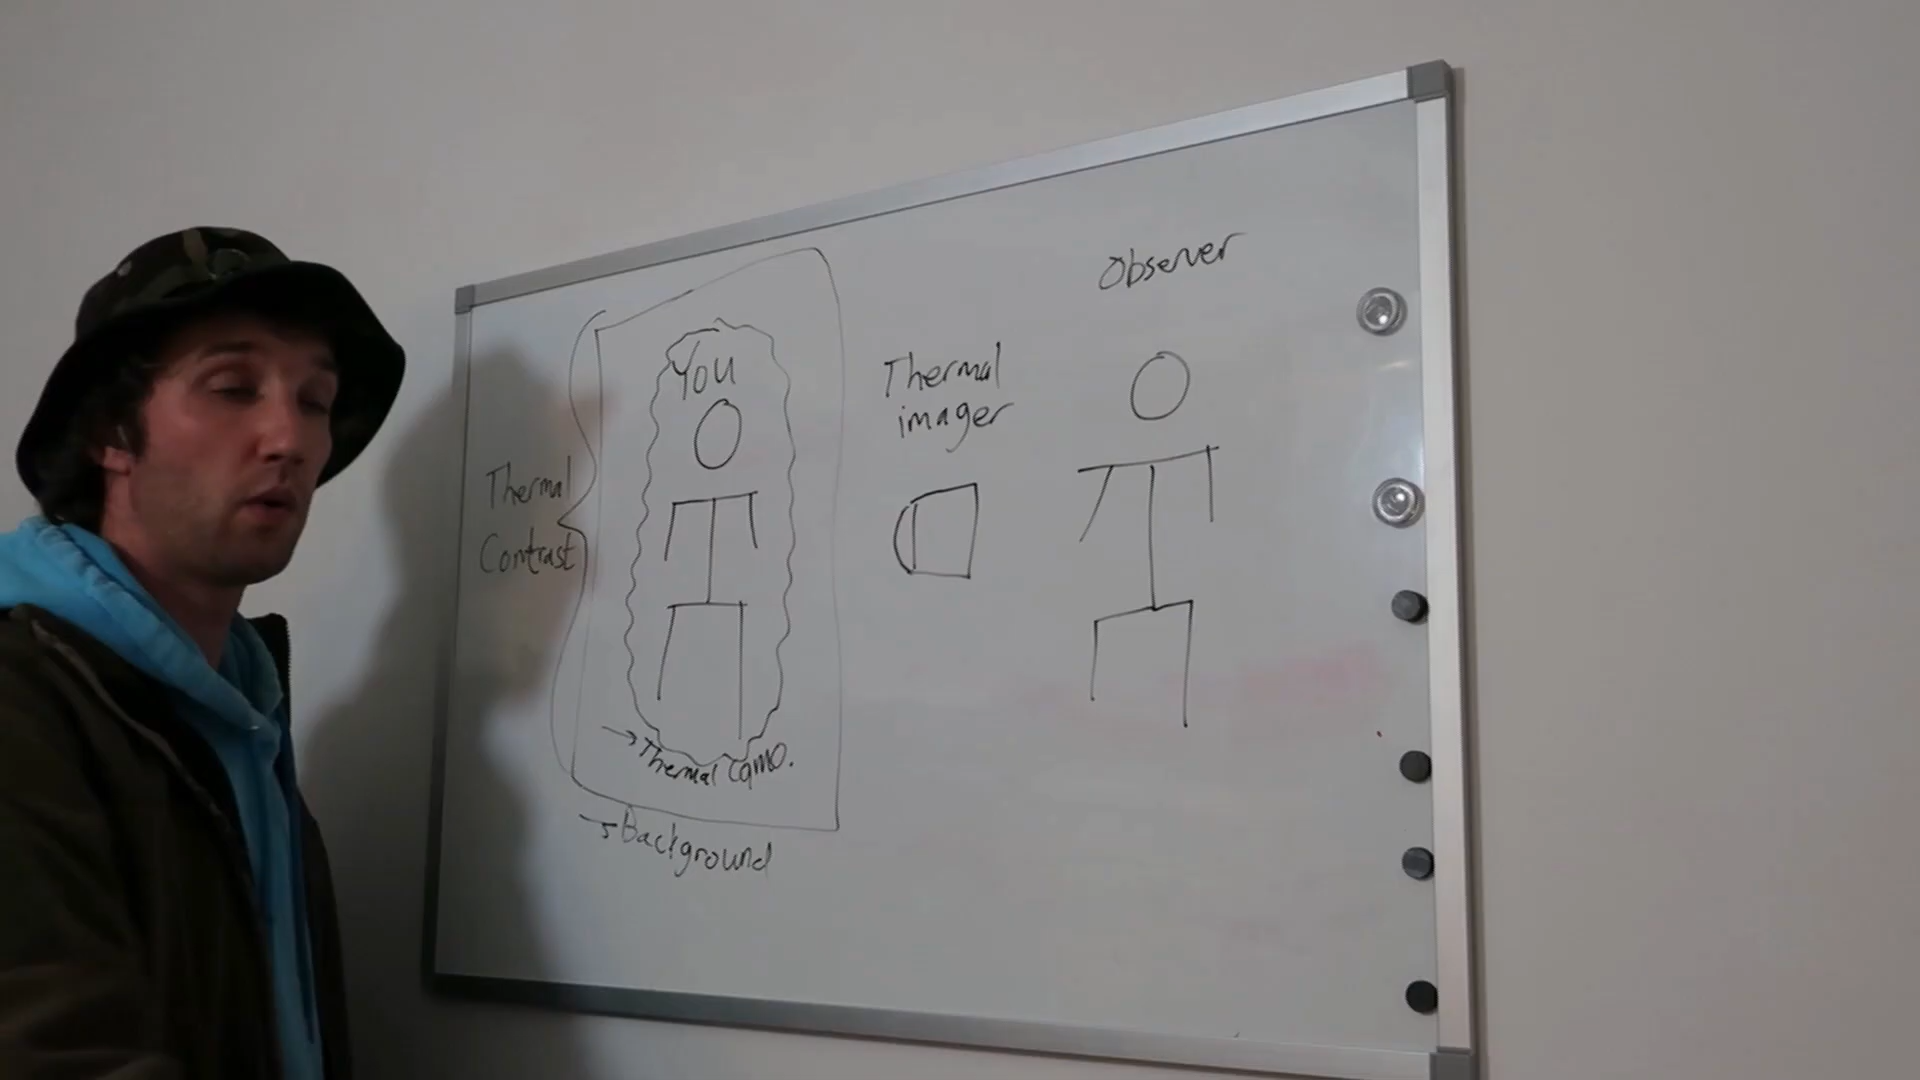 Observer
You
Thermal
imager
Thermal
Contrast
Thermal Camo.
Background